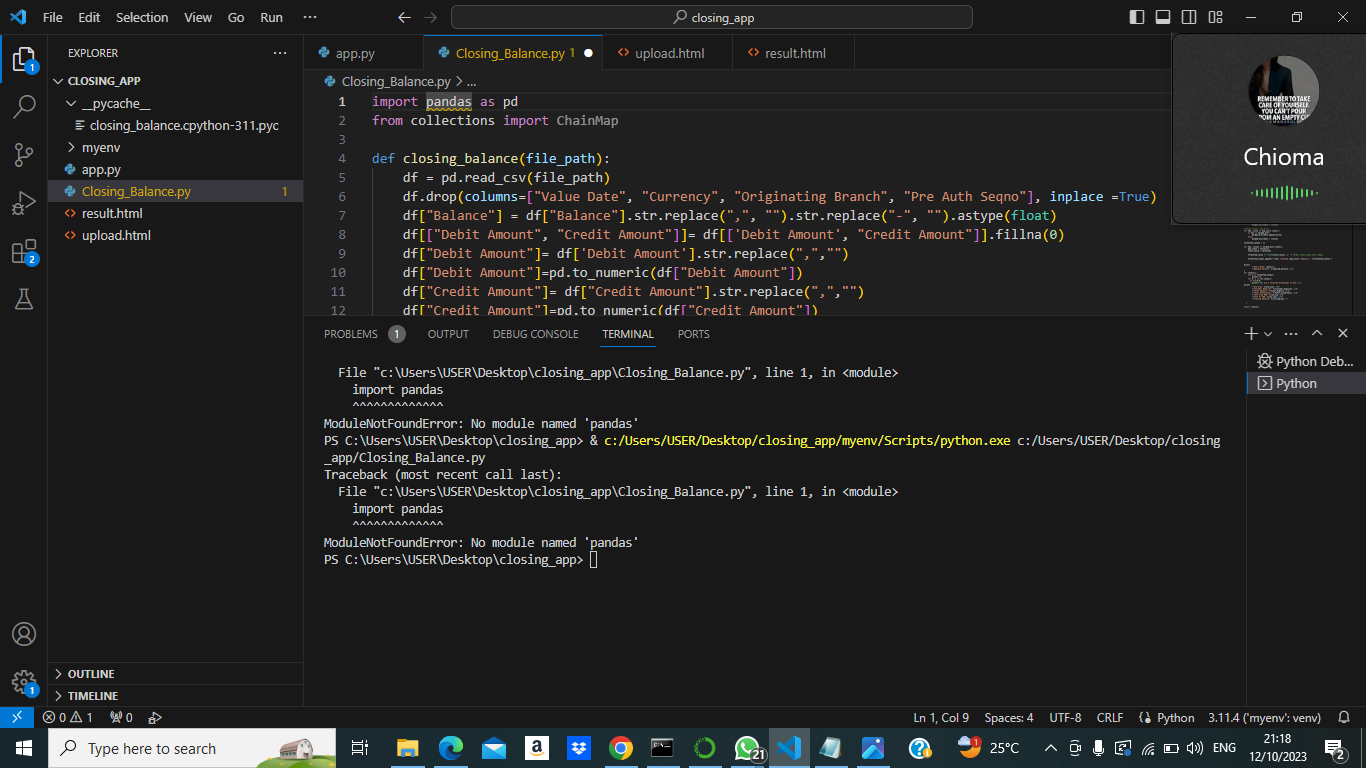 File Edit Selection View Go Run ···
closing_app
EXPLORER ···
CLOSING_APP
__pycache__
closing_balance.cpython-311.pyc
myenv
app.py
Closing_Balance.py 1
result.html
upload.html
OUTLINE
TIMELINE
1
2
1
app.py Closing_Balance.py 1 upload.html result.html
Closing_Balance.py > ...
1 import pandas as pd
2 from collections import ChainMap
3
4 def closing_balance(file_path):
5 df = pd.read_csv(file_path)
6 df.drop(columns=["Value Date", "Currency", "Originating Branch", "Pre Auth Seqno"], inplace =True)
7 df["Balance"] = df["Balance"].str.replace(",", "").str.replace("-", "").astype(float)
8 df[["Debit Amount", "Credit Amount"]]= df[['Debit Amount', "Credit Amount"]].fillna(0)
9 df["Debit Amount"]= df['Debit Amount'].str.replace(",","")
10 df["Debit Amount"]=pd.to_numeric(df["Debit Amount"])
11 df["Credit Amount"]= df["Credit Amount"].str.replace(",","")
12 df["Credit Amount"]=pd.to_numeric(df["Credit Amount"])
REMEMBER TO TAKE
CARE OF YOURSELF.
YOU CAN'T POUR
FROM AN EMPTY CUP
Chioma
PROBLEMS 1 OUTPUT DEBUG CONSOLE TERMINAL PORTS
File "c:\Users\USER\Desktop\closing_app\Closing_Balance.py", line 1, in <module>
import pandas
^^^^^^^^^^^^^
ModuleNotFoundError: No module named 'pandas'
PS C:\Users\USER\Desktop\closing_app> & c:/Users/USER/Desktop/closing_app/myenv/Scripts/python.exe c:/Users/USER/Desktop/closing
_app/Closing_Balance.py
Traceback (most recent call last):
File "c:\Users\USER\Desktop\closing_app\Closing_Balance.py", line 1, in <module>
import pandas
^^^^^^^^^^^^^
ModuleNotFoundError: No module named 'pandas'
PS C:\Users\USER\Desktop\closing_app>
Python Deb...
Python
0 1 0
Ln 1, Col 9 Spaces: 4 UTF-8 CRLF Python 3.11.4 ('myenv': venv)
Type here to search
21
25°C ENG
21:18
12/10/2023
2